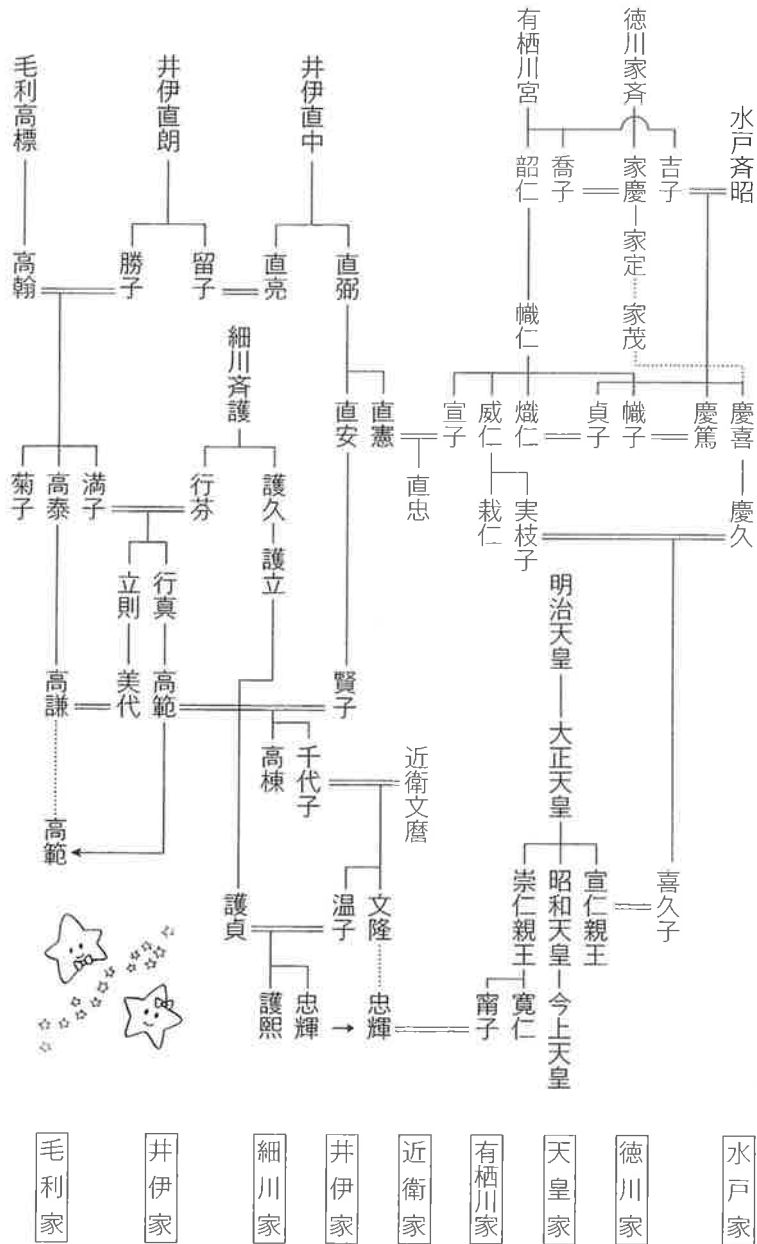 水戸斉昭
徳川家斉
有栖川宮
井伊直中
井伊直朗
毛利高標
吉子
家慶
喬子
韶仁
家定
家茂
幟仁
直弼
直亮
留子
勝子
高翰
細川斉護
慶喜
慶篤
幟子
貞子
熾仁
威仁
宣子
直憲
直安
慶久
実枝子
栽仁
直忠
護久
行芬
満子
高泰
菊子
護立
行真
立則
明治天皇
大正天皇
賢子
高範
美代
高謙
近衛文麿
千代子
高棟
高範
喜久子
宣仁親王
昭和天皇
崇仁親王
文隆
温子
護貞
今上天皇
寛仁
甯子
忠輝
忠輝
護熙
水戸家
徳川家
天皇家
有栖川家
近衛家
井伊家
細川家
井伊家
毛利家